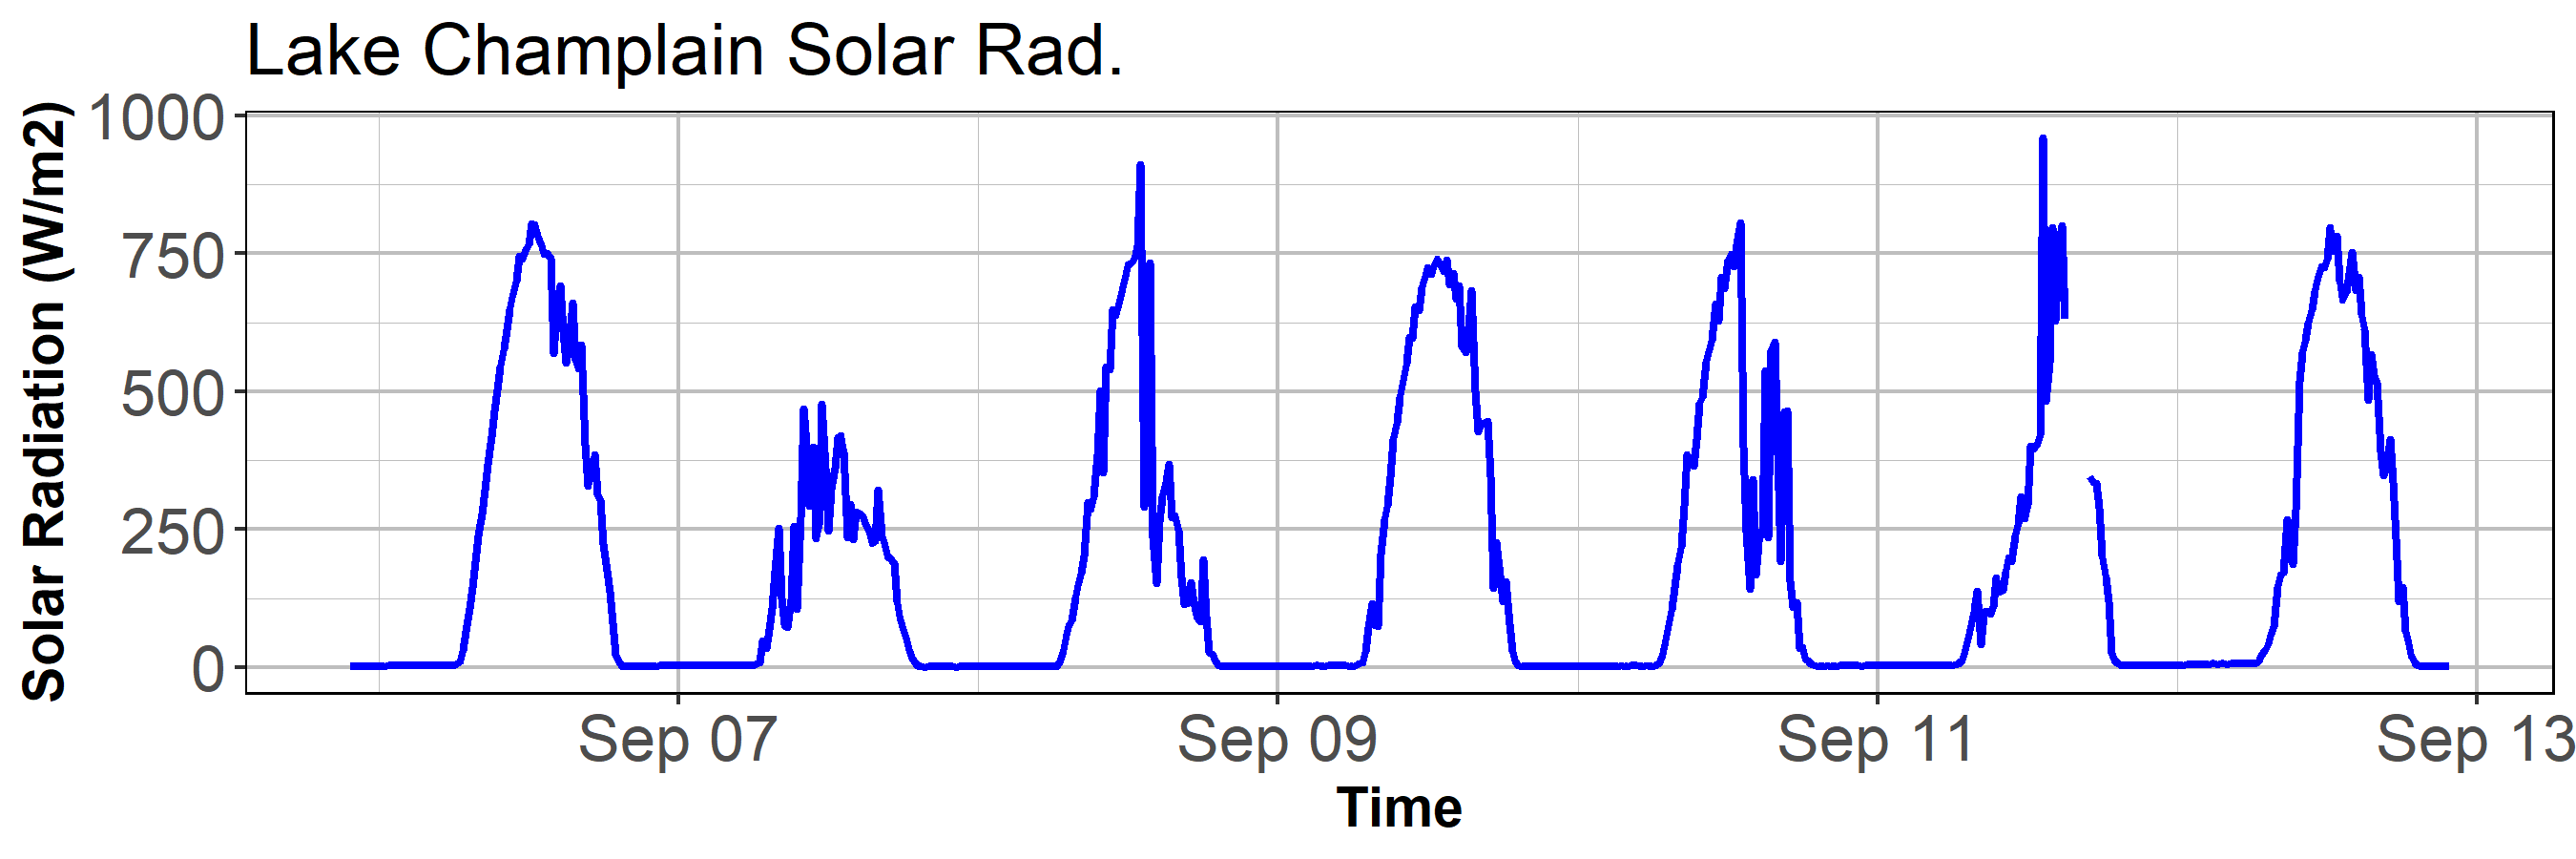 Lake Champlain Solar Rad.
Solar Radiation (W/m2)
1000
750
500
250
0
Sep 07 Sep 09 Sep 11 Sep 13
Time